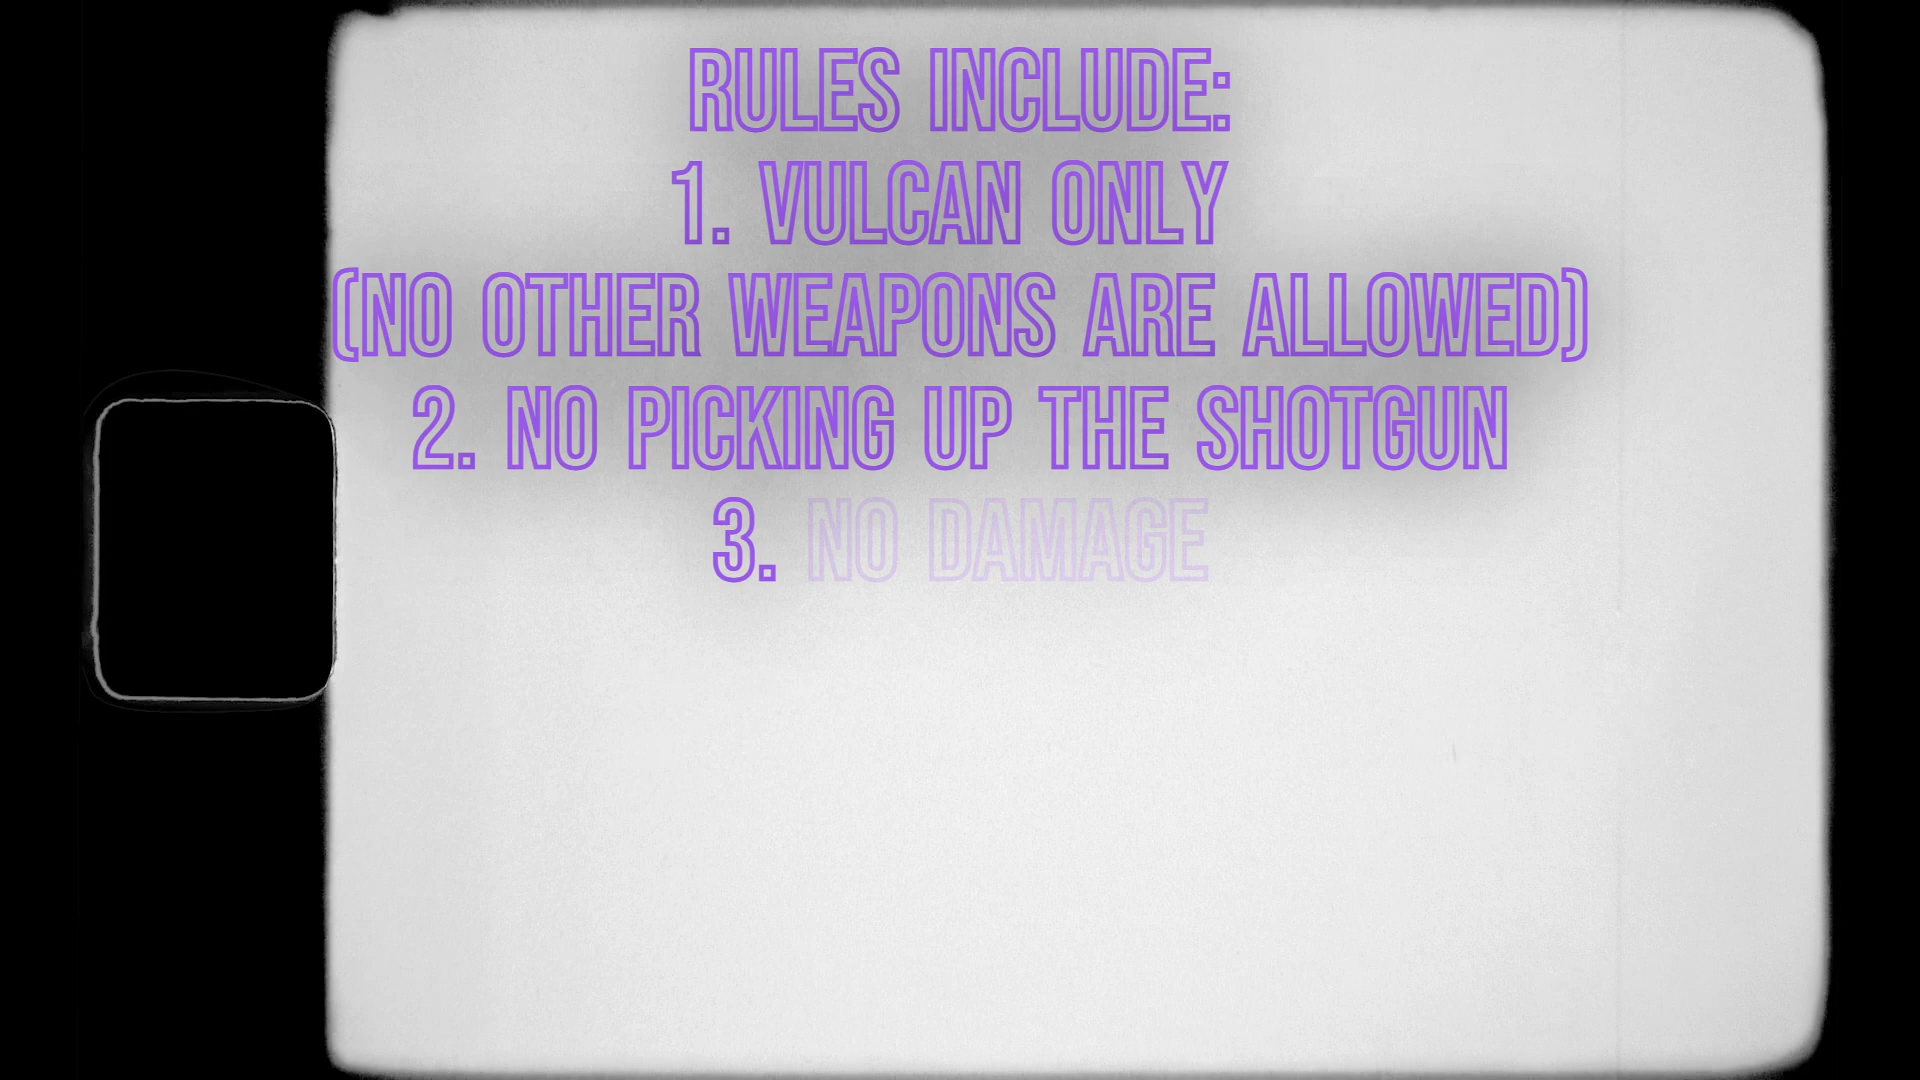 RULES INCLUDE:
1. VULCAN ONLY
(NO OTHER WEAPONS ARE ALLOWED)
2. NO PICKING UP THE SHOTGUN
3. NO DAMAGE